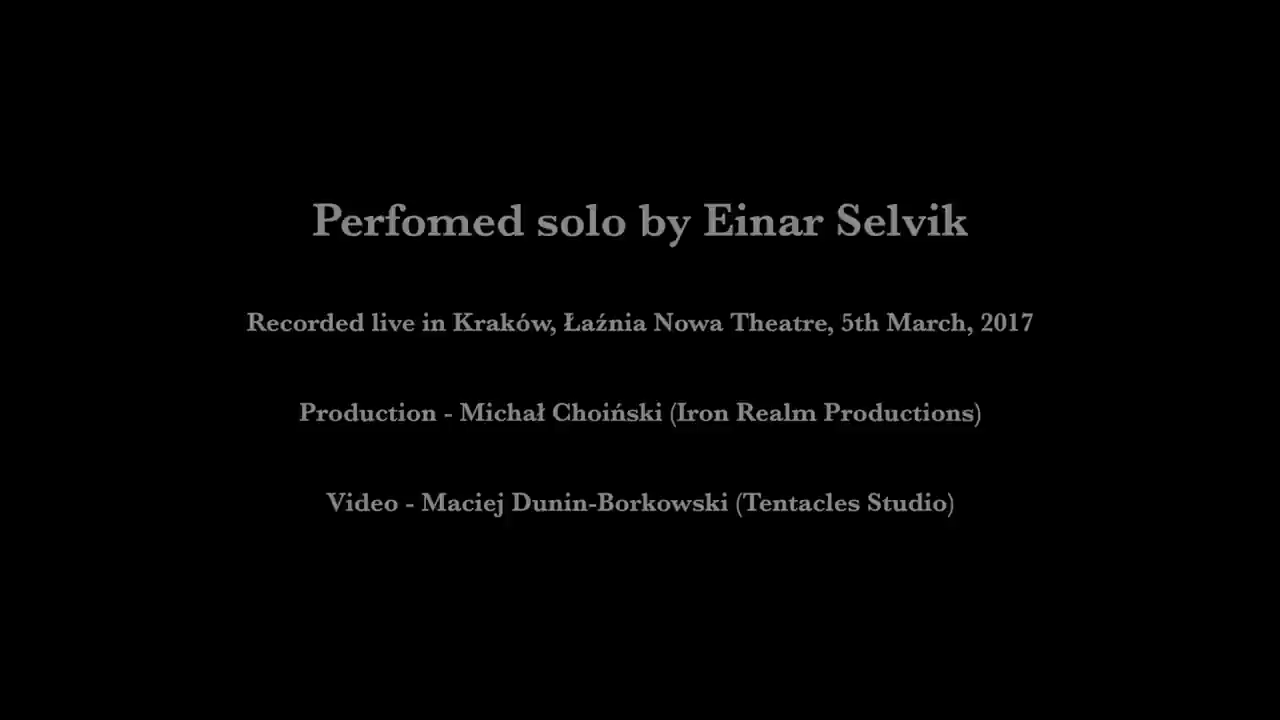 Perfomed solo by Einar Selvik
Recorded live in Kraków, Łaźnia Nowa Theatre, 5th March, 2017
Production - Michał Choiński (Iron Realm Productions)
Video - Maciej Dunin-Borkowski (Tentacles Studio)